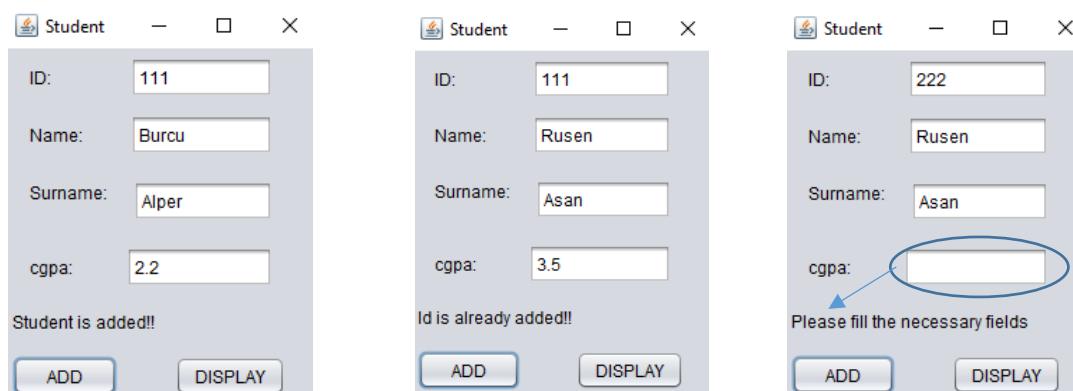 Student
ID: 111
Name: Burcu
Surname: Alper
cgpa: 2.2
Student is added!!
ADD DISPLAY
Student
ID: 111
Name: Rusen
Surname: Asan
cgpa: 3.5
Id is already added!!
ADD DISPLAY
Student
ID: 222
Name: Rusen
Surname: Asan
cgpa:
Please fill the necessary fields
ADD DISPLAY